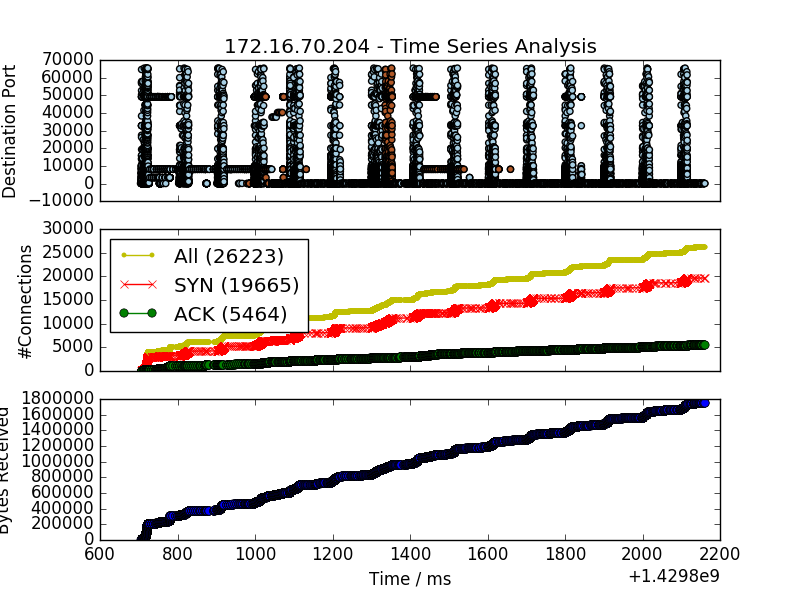 172.16.70.204 - Time Series Analysis
70000
60000
50000
40000
30000
20000
10000
0
−10000
Destination Port
30000
25000
20000
15000
10000
5000
0
#Connections
All (26223)
SYN (19665)
ACK (5464)
1800000
1600000
1400000
1200000
1000000
800000
600000
400000
200000
0
Bytes Received
600 800 1000 1200 1400 1600 1800 2000 2200
Time / ms
+1.4298e9